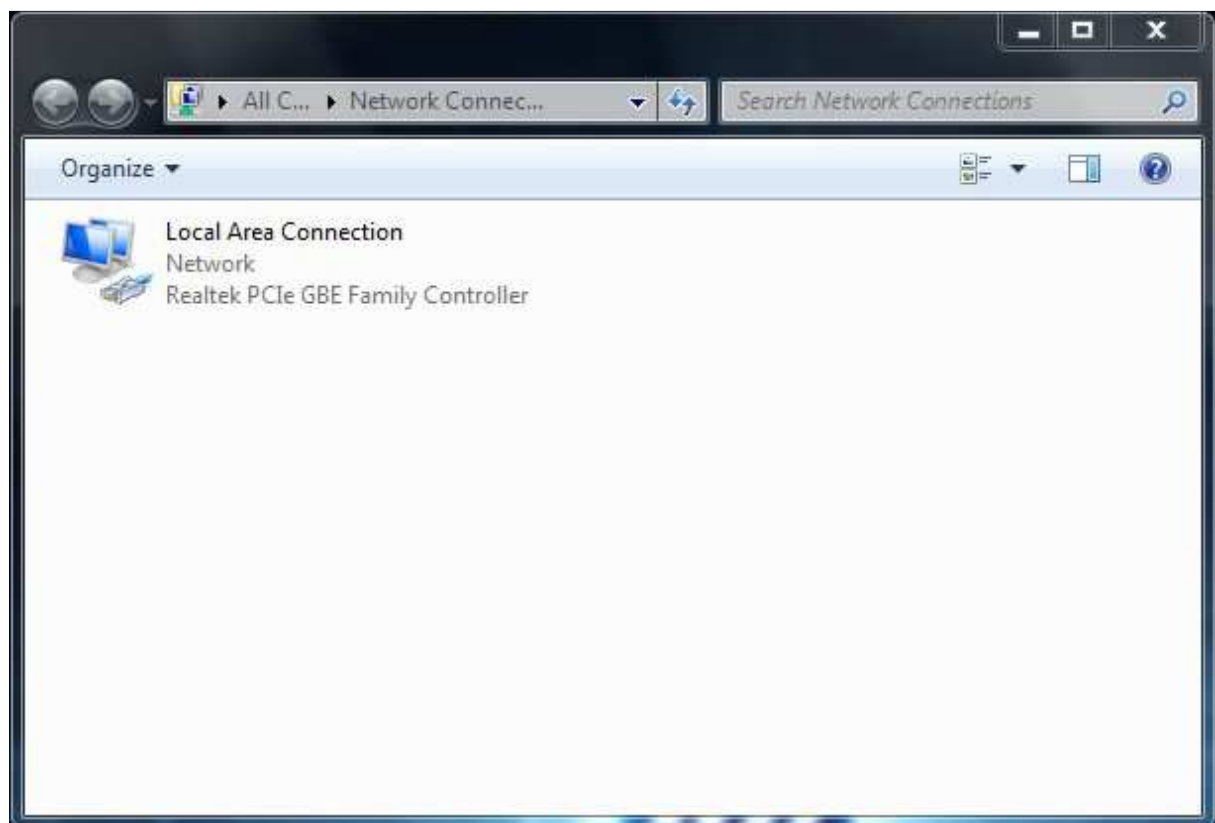 All C... Network Connec...
Search Network Connections
Organize
Local Area Connection
Network
Realtek PCIe GBE Family Controller